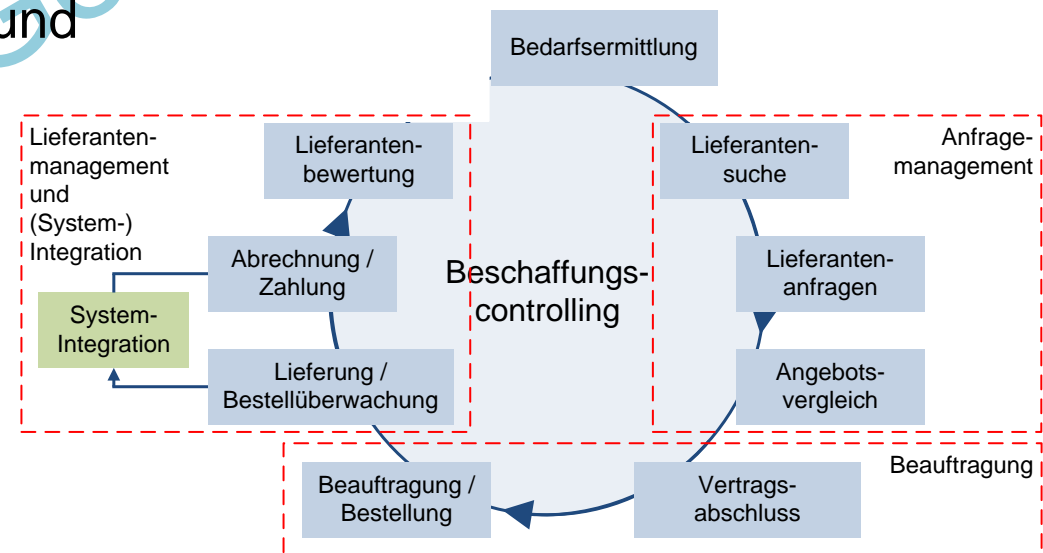 und
Bedarfsermittlung
Lieferanten-
management
und
(System-)
Integration
Lieferanten-
bewertung
Lieferanten-
suche
Anfrage-
management
Abrechnung /
Zahlung
Beschaffungs-
controlling
Lieferanten-
anfragen
System-
Integration
Lieferung /
Bestellüberwachung
Angebots-
vergleich
Beauftragung /
Bestellung
Vertrags-
abschluss
Beauftragung